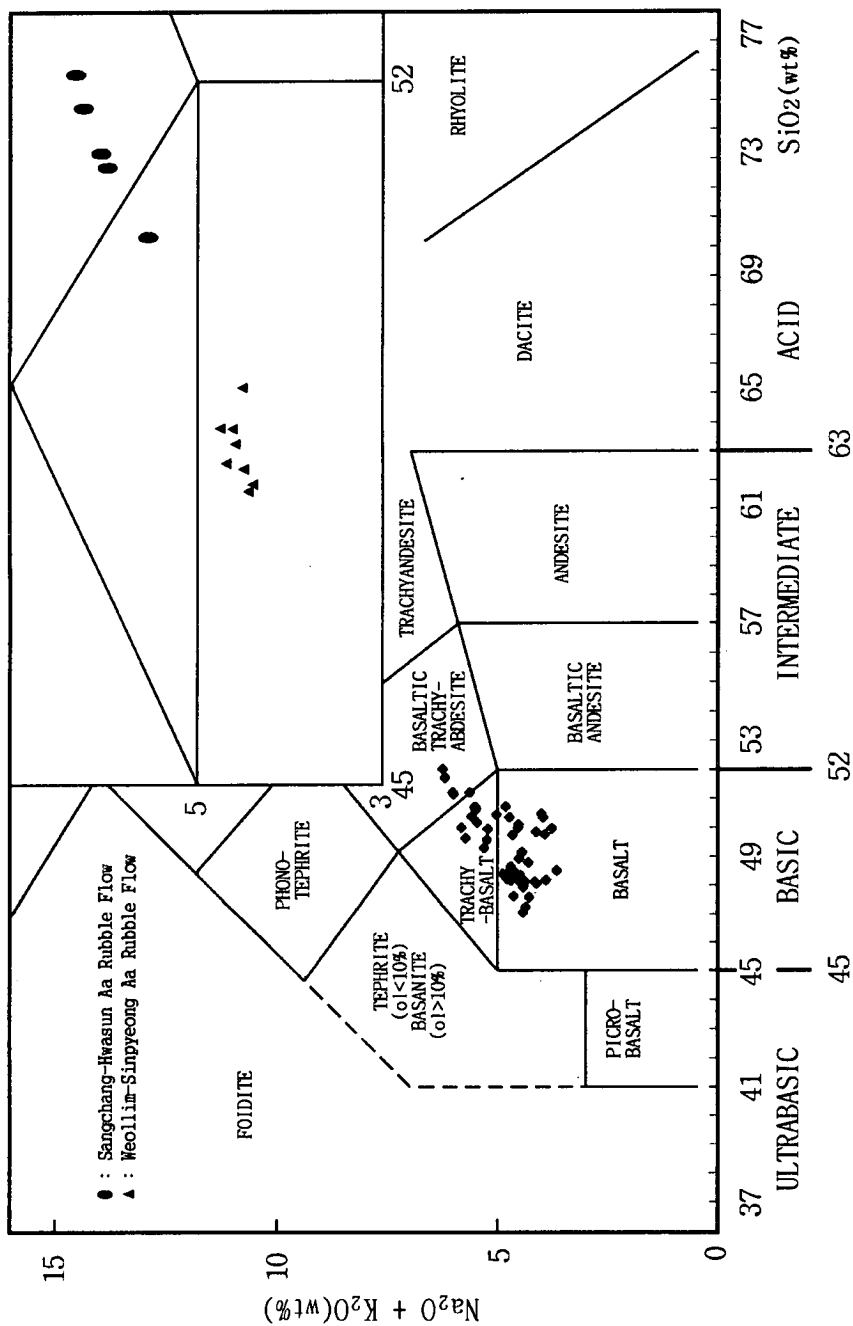 ● : Sangchang-Hwasun Aa Rubble Flow
▲ : Weollim-Sinpyeong Aa Rubble Flow
15
10
5
0
Na₂O + K₂O(wt%)
FOIDITE
PHONO-
TEPHRITE
TEPHRITE
(ol<10%)
BASANITE
(ol>10%)
TRACHY
-BASALT
BASALTIC
TRACHY-
ABDESITE
TRACHYANDESITE
PICRO-
BASALT
BASALT
BASALTIC
ANDESITE
ANDESITE
DACITE
RHYOLITE
5
3
45
52
37
41
45
49
53
57
61
65
69
73
77
SiO₂(wt%)
ULTRABASIC
BASIC
INTERMEDIATE
ACID
45
52
63